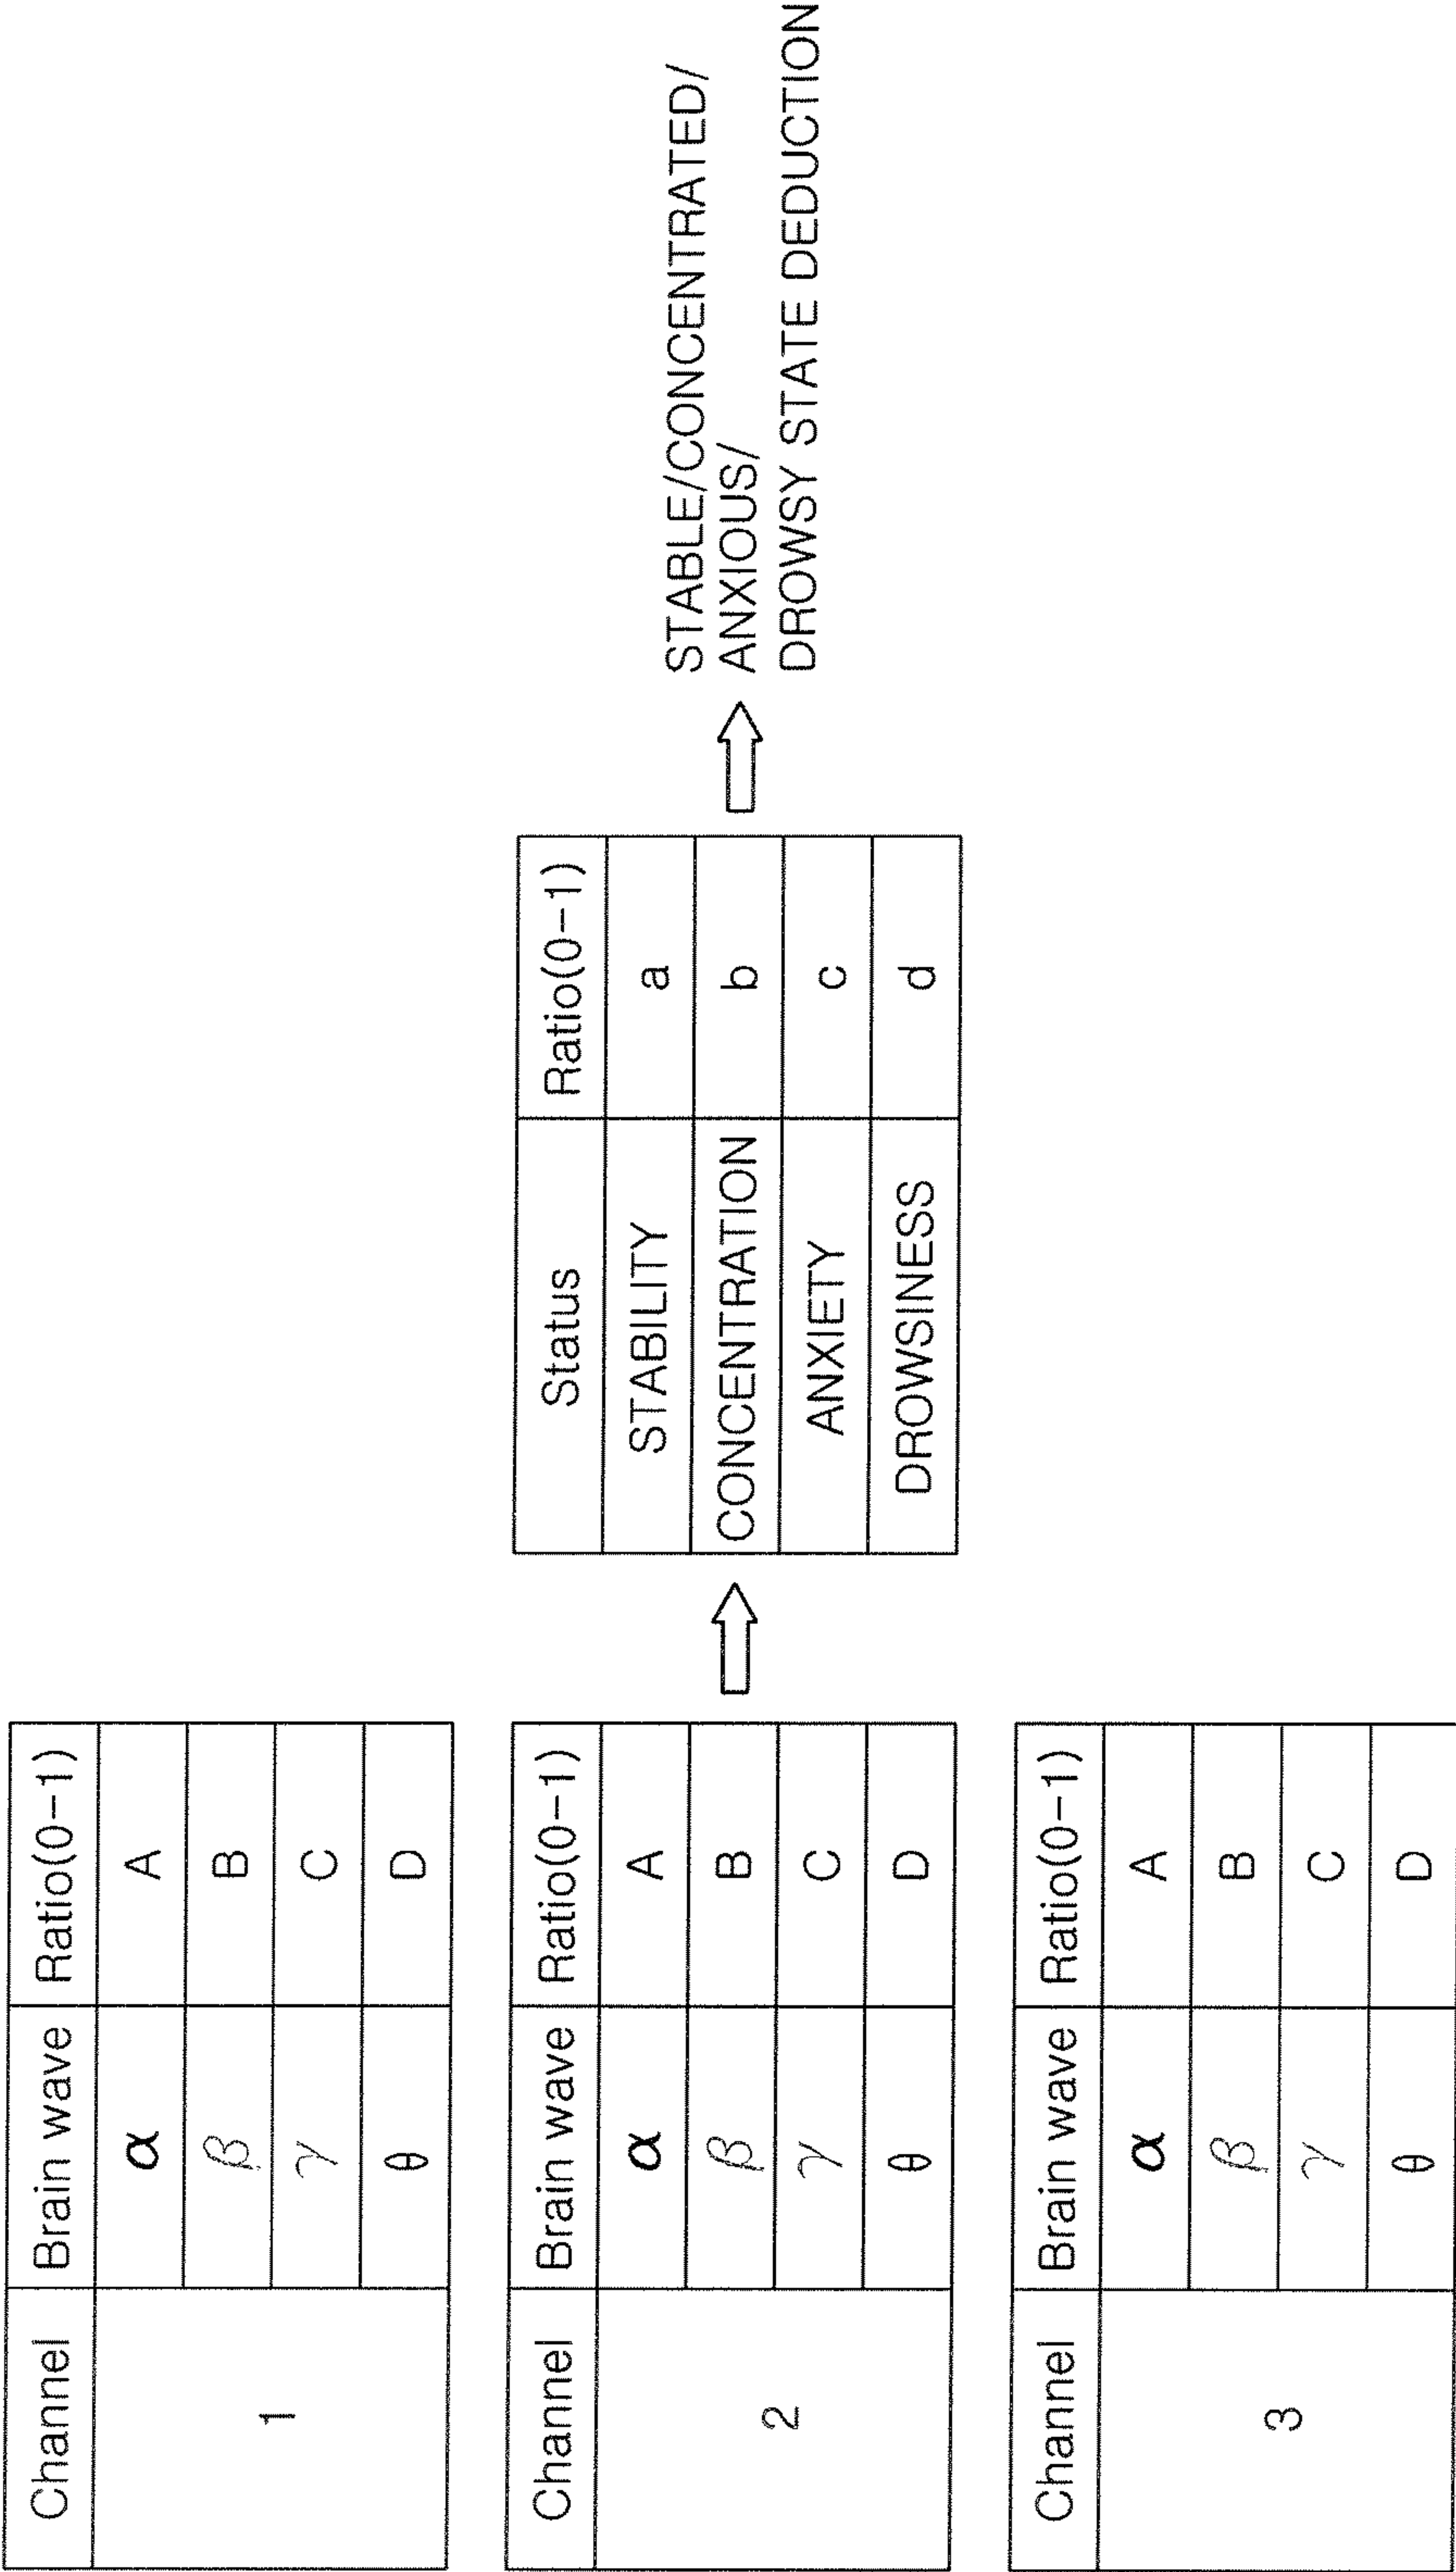 Channel Brain wave Ratio(0-1)
1
α A
β B
γ C
θ D
Channel Brain wave Ratio(0-1)
2
α A
β B
γ C
θ D
Channel Brain wave Ratio(0-1)
3
α A
β B
γ C
θ D
Status Ratio(0-1)
STABILITY a
CONCENTRATION b
ANXIETY c
DROWSINESS d
STABLE/CONCENTRATED/
ANXIOUS/
DROWSY STATE DEDUCTION